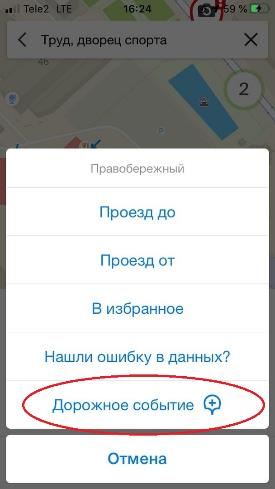 Tele2 LTE 16:24 59 %
Труд, дворец спорта
46
2
Правобережный
Проезд до
Проезд от
В избранное
Нашли ошибку в данных?
Дорожное событие
Отмена